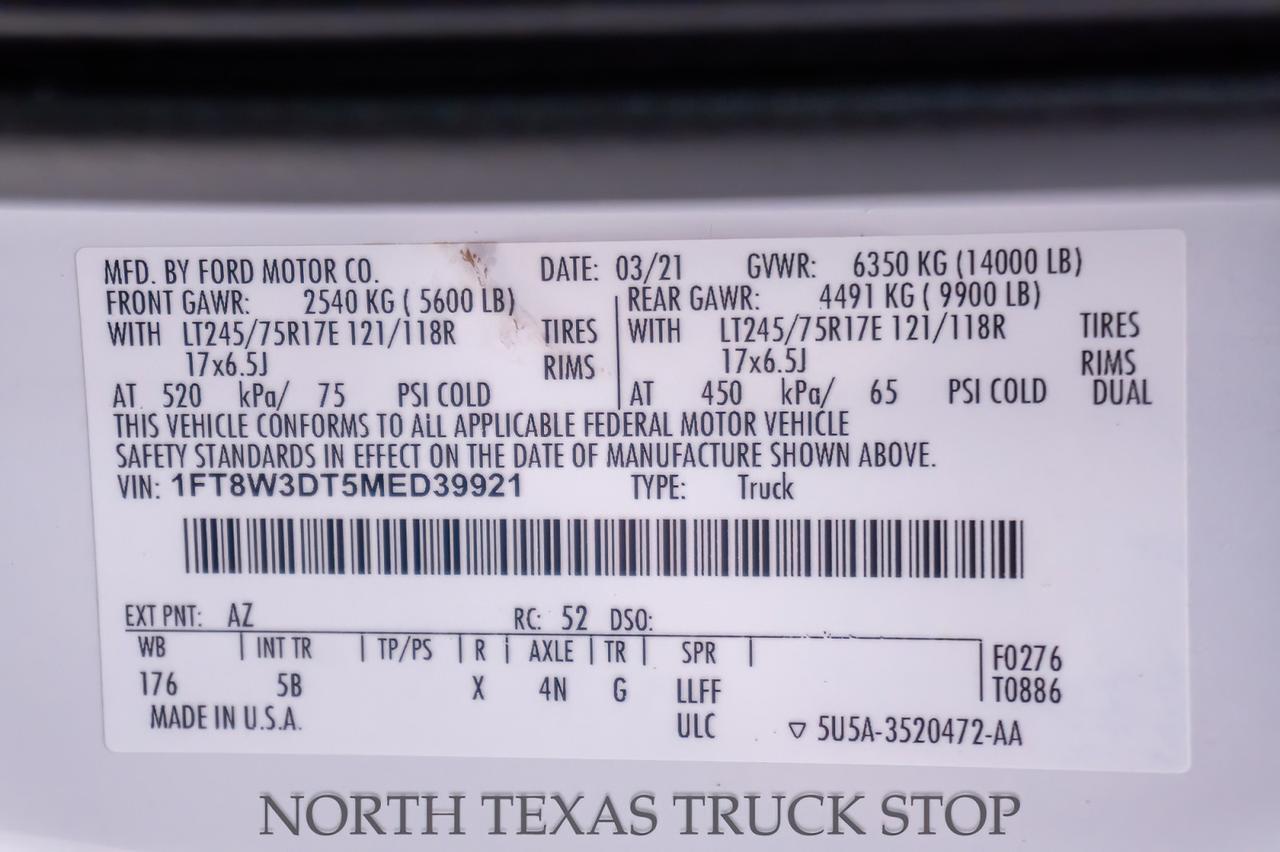 MFD. BY FORD MOTOR CO. DATE: 03/21 GVWR: 6350 KG (14000 LB)
FRONT GAWR: 2540 KG ( 5600 LB) REAR GAWR: 4491 KG ( 9900 LB)
WITH LT245/75R17E 121/118R TIRES WITH LT245/75R17E 121/118R TIRES
17x6.5J RIMS 17x6.5J RIMS
AT 520 kPa/ 75 PSI COLD AT 450 kPa/ 65 PSI COLD DUAL
THIS VEHICLE CONFORMS TO ALL APPLICABLE FEDERAL MOTOR VEHICLE
SAFETY STANDARDS IN EFFECT ON THE DATE OF MANUFACTURE SHOWN ABOVE.
VIN: 1FT8W3DT5MED39921 TYPE: Truck
EXT PNT: AZ RC: 52 DSO:
WB INT TR TP/PS R AXLE TR SPR F0276
176 5B X 4N G LLFF T0886
MADE IN U.S.A. ULC ▽ 5U5A-3520472-AA
NORTH TEXAS TRUCK STOP